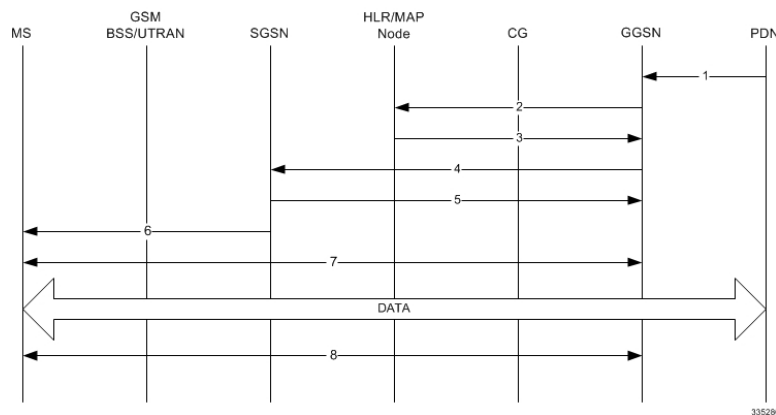 GSM
HLR/MAP
MS
BSS/UTRAN
SGSN
Node
CG
GGSN
PDN
1
2
3
4
5
6
7
DATA
8